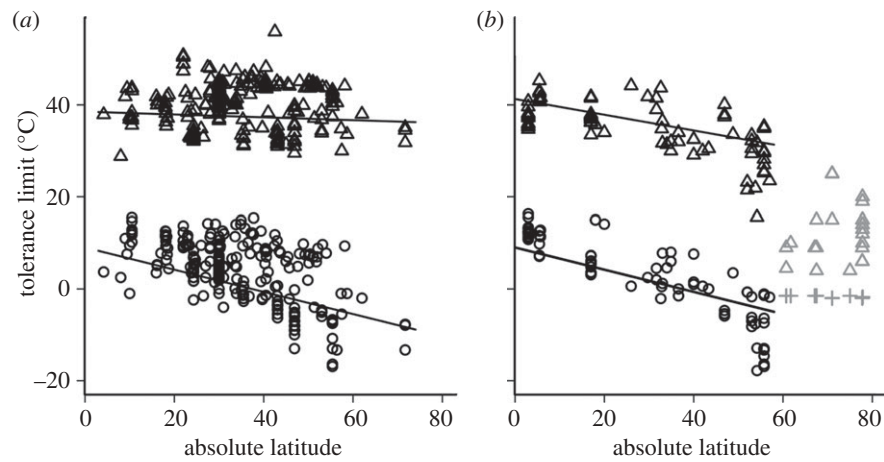 (a)
(b)
tolerance limit (°C)
40
20
0
–20
0 20 40 60 80
0 20 40 60 80
absolute latitude
absolute latitude